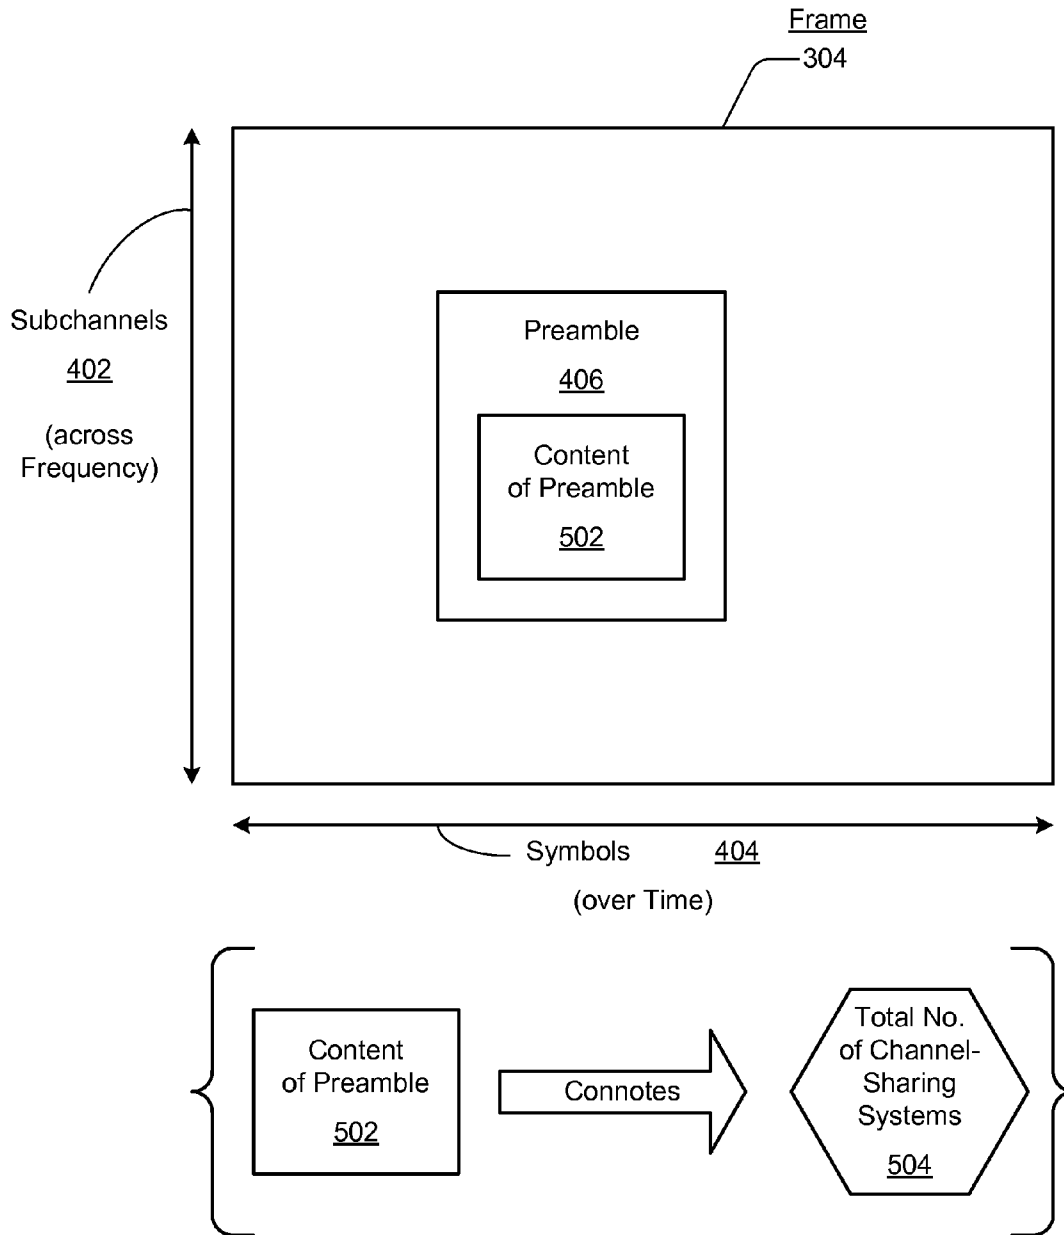 Frame
304
Subchannels
402
(across
Frequency)
Preamble
406
Content
of Preamble
502
Symbols 404
(over Time)
Content
of Preamble
502
Connotes
Total No.
of Channel-
Sharing
Systems
504